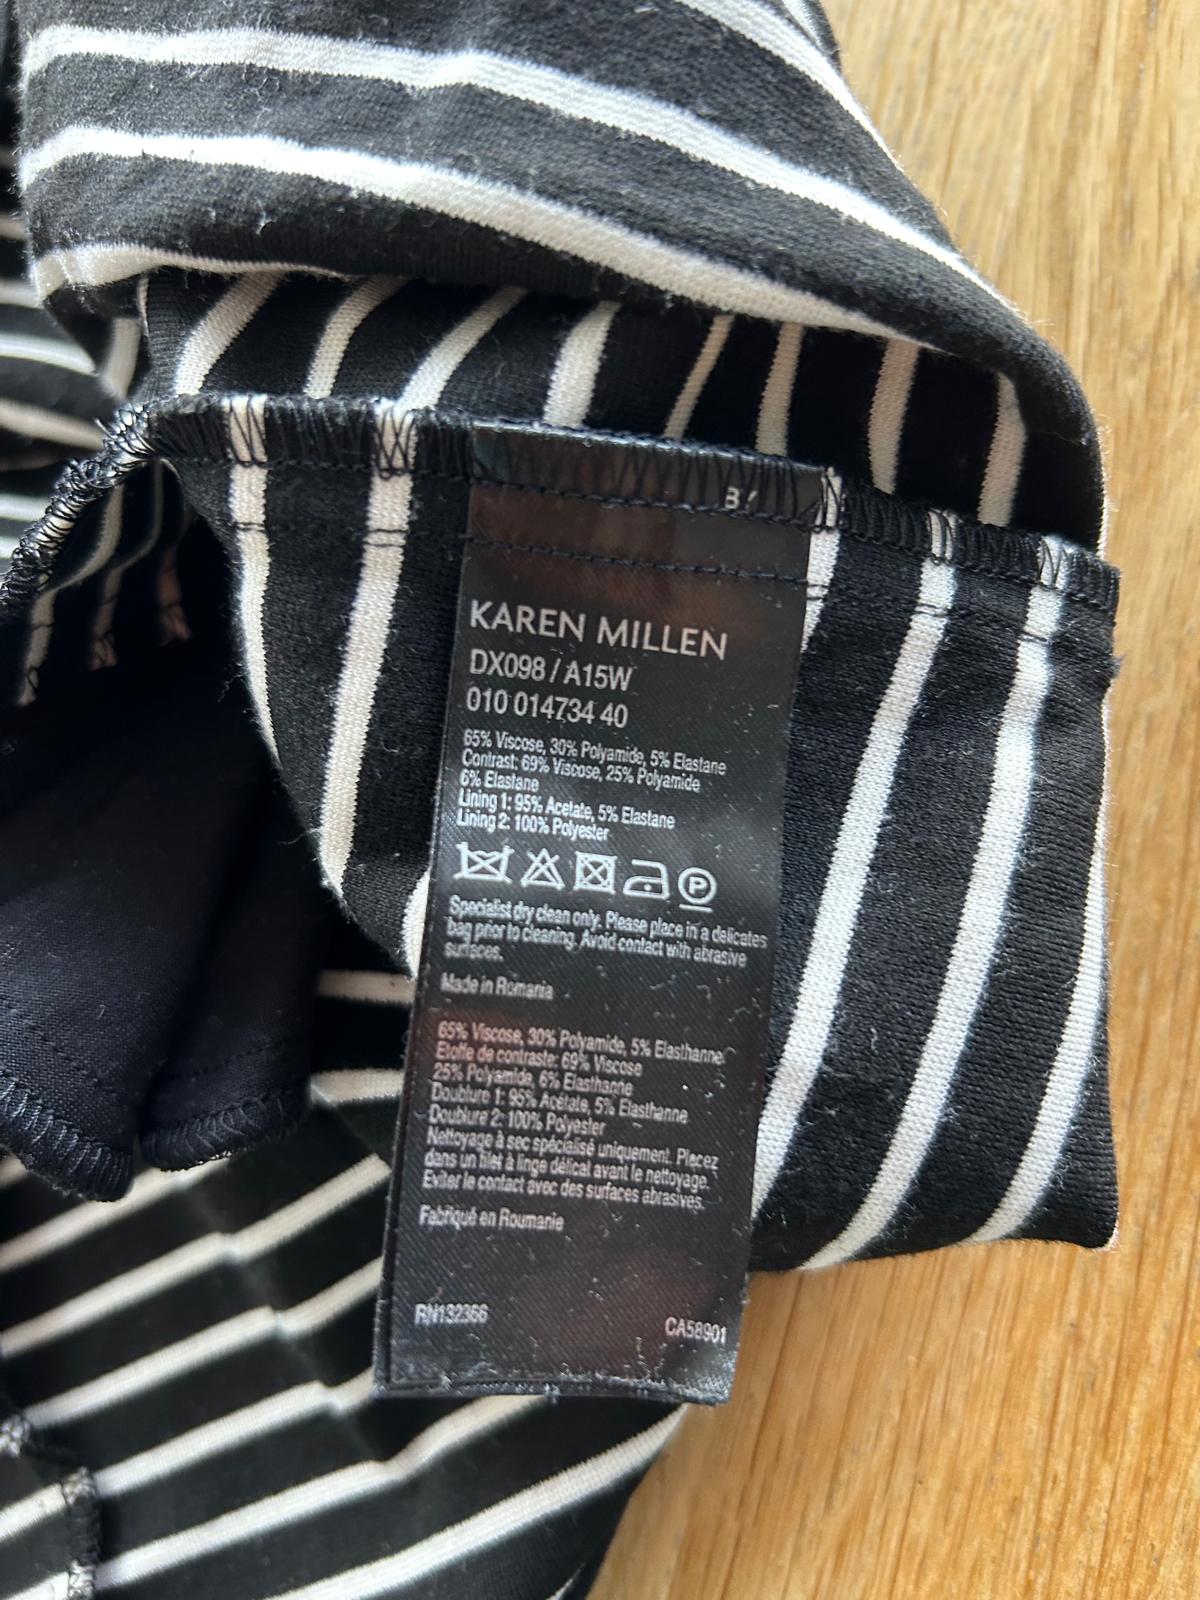 KAREN MILLEN
DX098 / A15W
010 014734 40
65% Viscose, 30% Polyamide, 5% Elastane
Contrast: 69% Viscose, 25% Polyamide
6% Elastane
Lining 1: 95% Acetate, 5% Elastane
Lining 2: 100% Polyester
P
Specialist dry clean only. Please place in a delicates
bag prior to cleaning. Avoid contact with abrasive
surfaces.
Made in Romania
65% Viscose, 30% Polyamide, 5% Elasthanne
Etoffe de contraste: 69% Viscose
25% Polyamide, 6% Elasthanne
Doublure 1: 95% Acétate, 5% Elasthanne
Doublure 2: 100% Polyester
Nettoyage à sec spécialisé uniquement. Placez
dans un filet à linge délicat avant le nettoyage.
Eviter le contact avec des surfaces abrasives.
Fabriqué en Roumanie
RN132366
CA58901